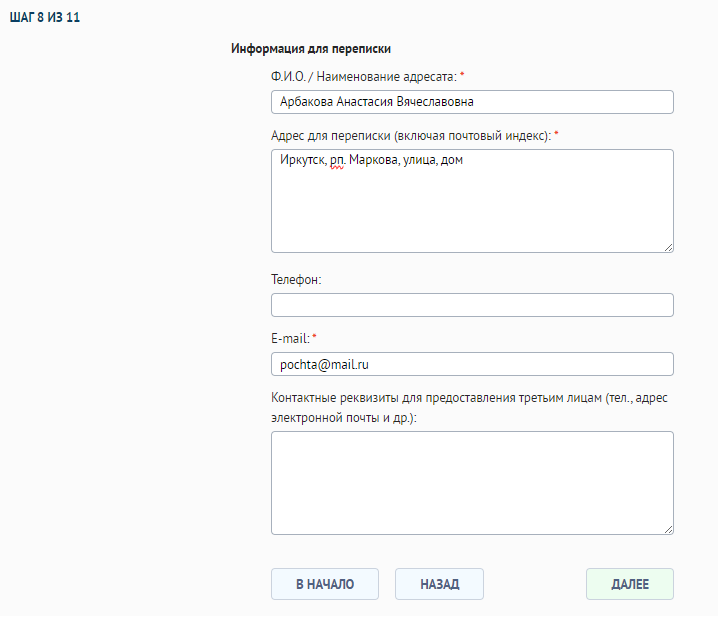 ШАГ 8 ИЗ 11
Информация для переписки
Ф.И.О. / Наименование адресата: *
Арбакова Анастасия Вячеславовна
Адрес для переписки (включая почтовый индекс): *
Иркутск, рп. Маркова, улица, дом
Телефон:
E-mail: *
pochta@mail.ru
Контактные реквизиты для предоставления третьим лицам (тел., адрес
электронной почты и др.):
В НАЧАЛО НАЗАД ДАЛЕЕ